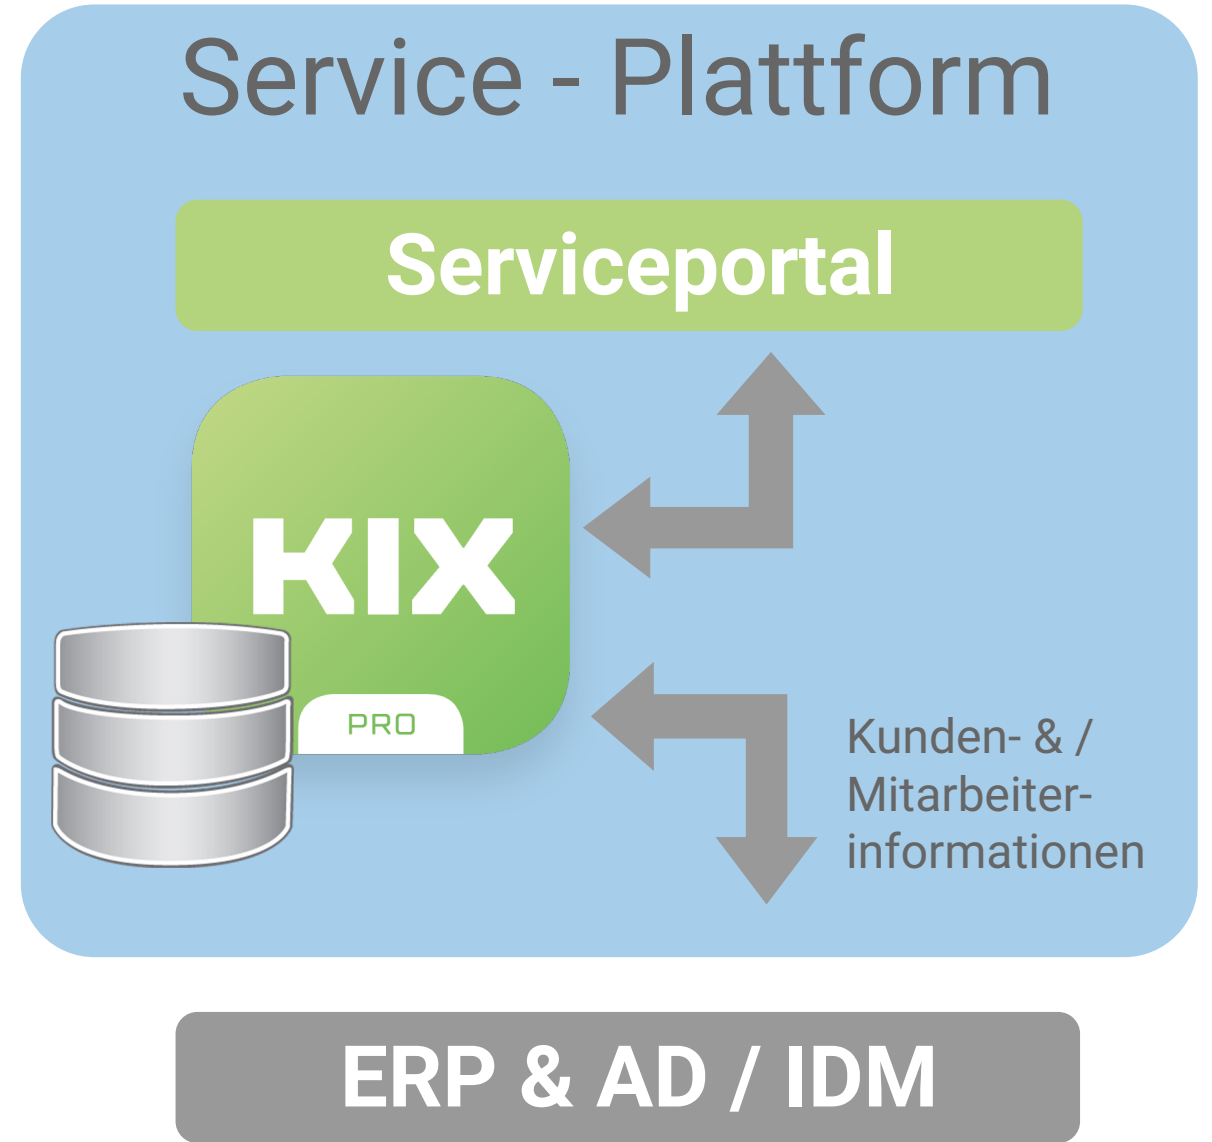 Service - Plattform
Serviceportal
KIX
PRO
Kunden- & /
Mitarbeiter-
informationen
ERP & AD / IDM